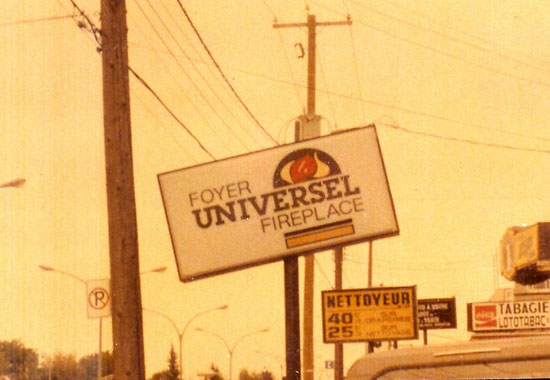 FOYER
UNIVERSEL
FIREPLACE
P
NETTOYEUR
40
25
TABAGIE
LOTOTABAC